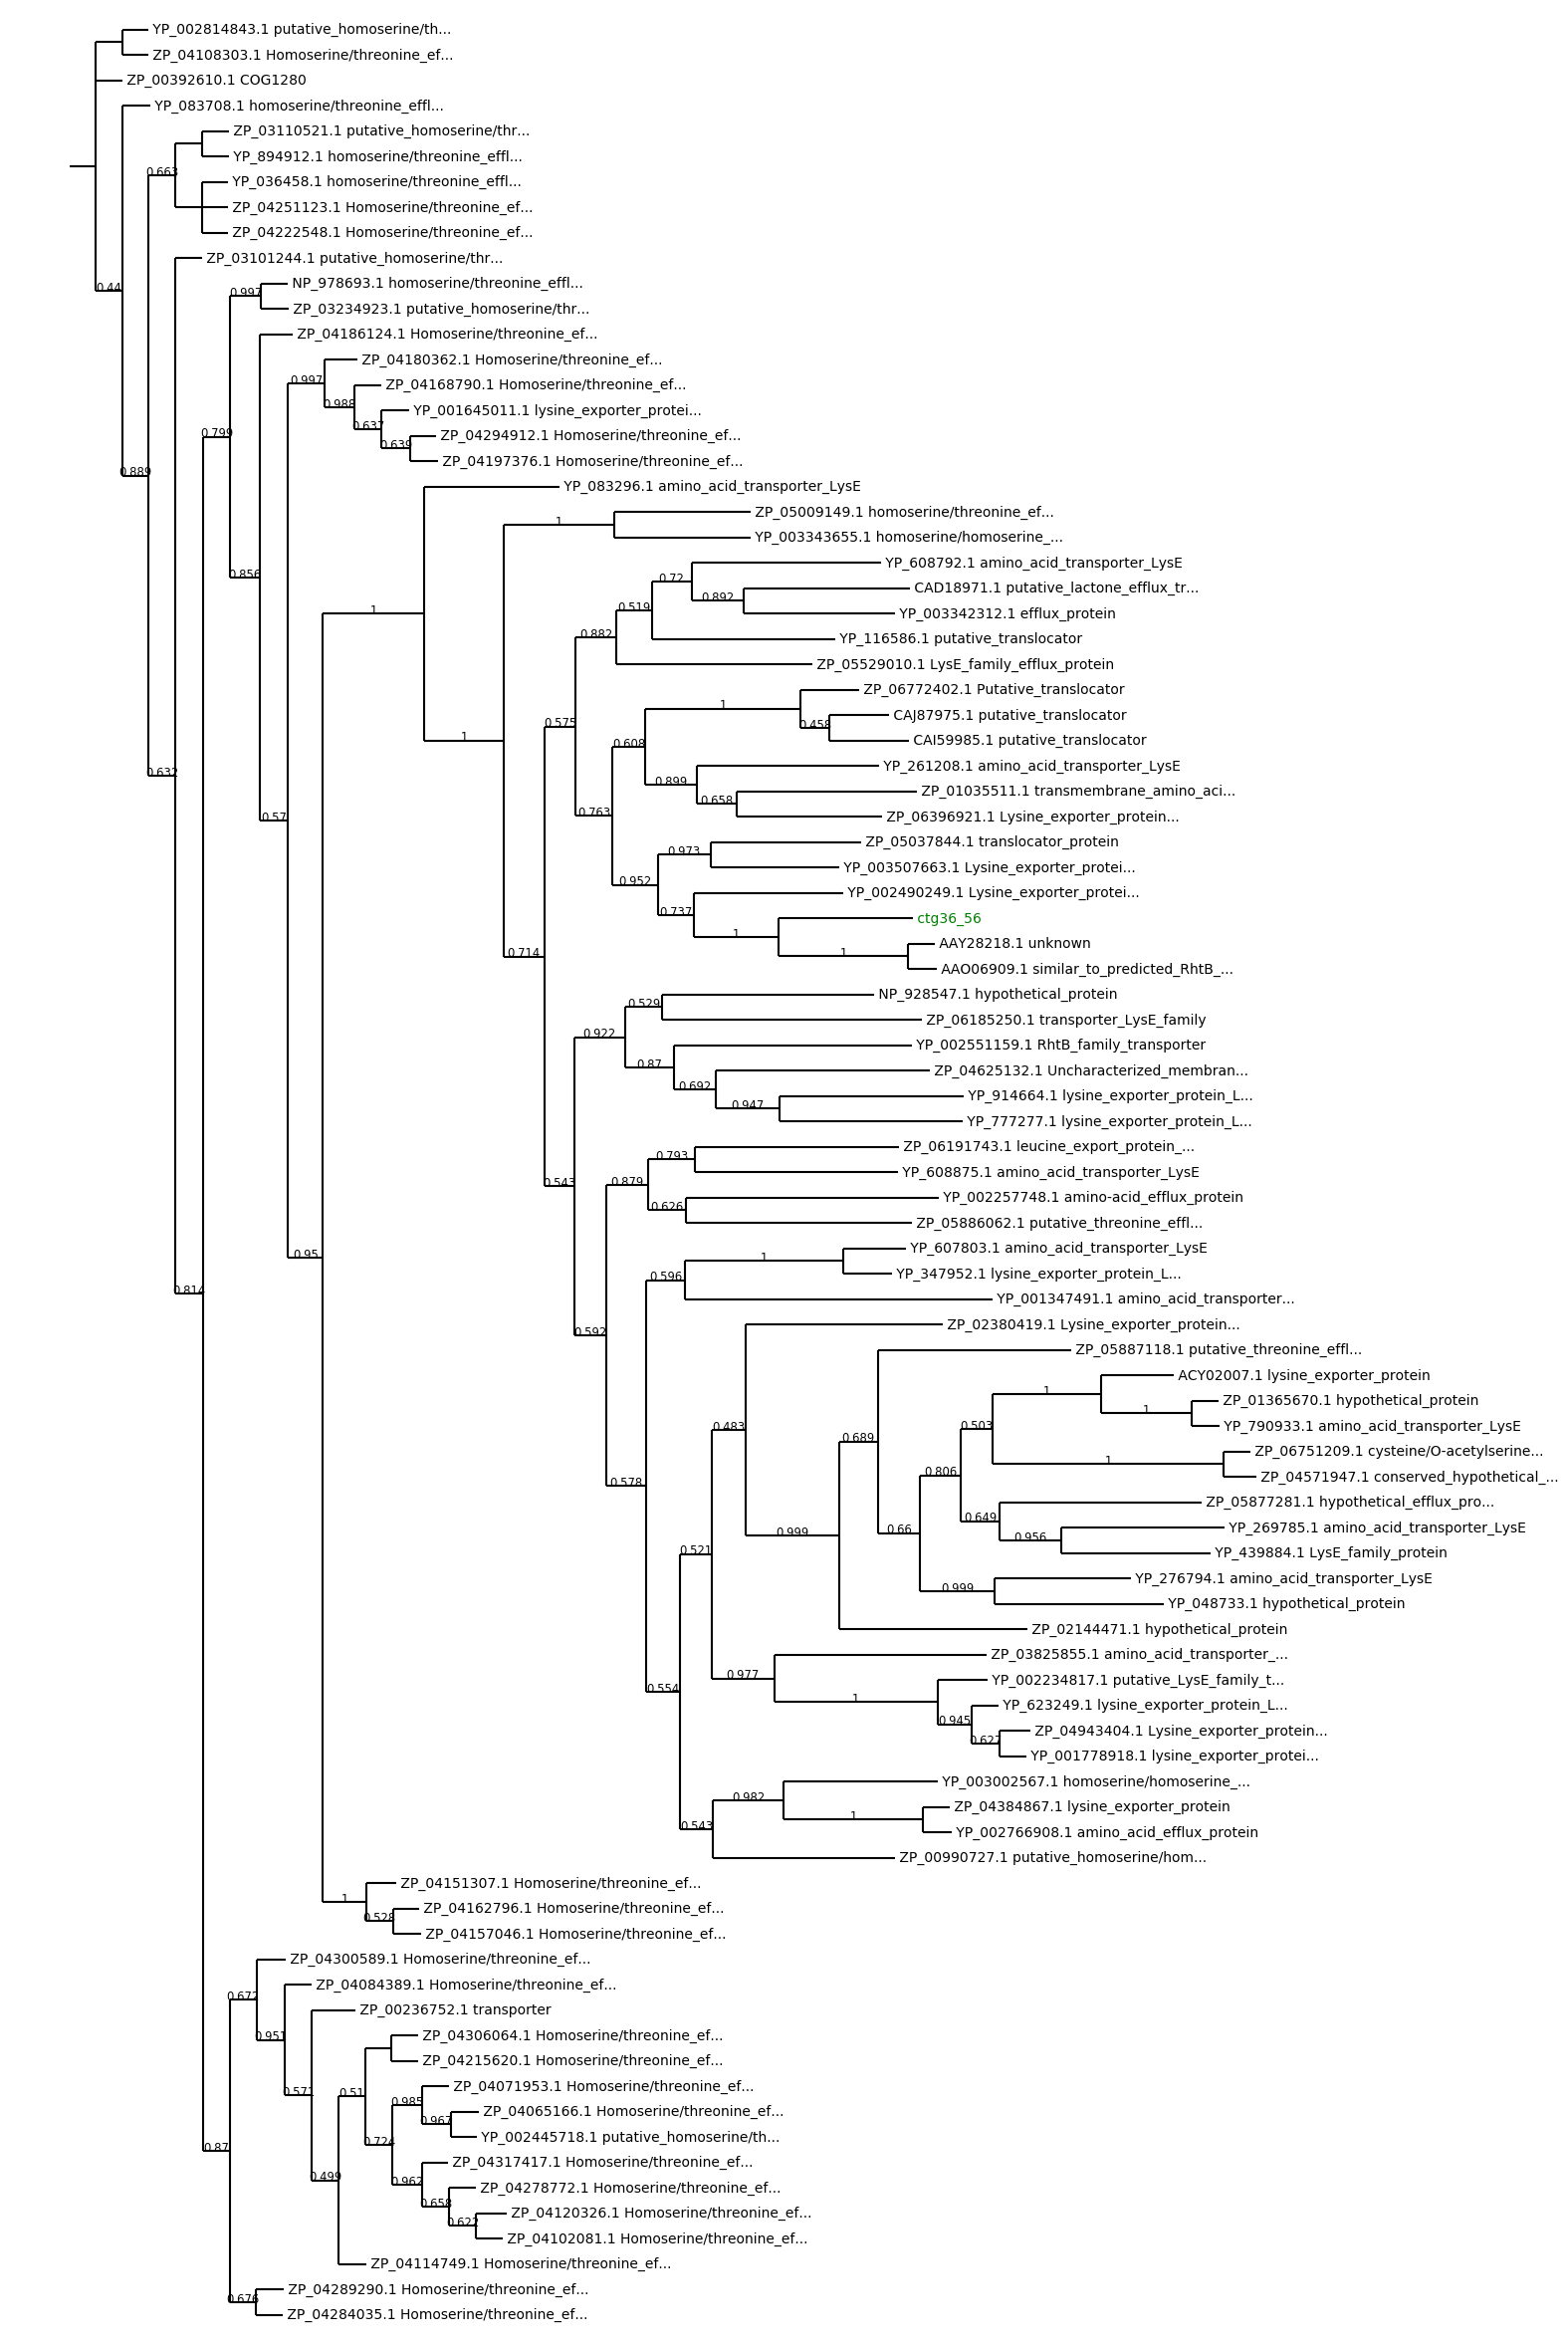 YP_002814843.1 putative_homoserine/th...
ZP_04108303.1 Homoserine/threonine_ef...
ZP_00392610.1 COG1280
YP_083708.1 homoserine/threonine_effl...
ZP_03110521.1 putative_homoserine/thr...
YP_894912.1 homoserine/threonine_effl...
0.663
YP_036458.1 homoserine/threonine_effl...
ZP_04251123.1 Homoserine/threonine_ef...
ZP_04222548.1 Homoserine/threonine_ef...
ZP_03101244.1 putative_homoserine/thr...
NP_978693.1 homoserine/threonine_effl...
0.44
0.997
ZP_03234923.1 putative_homoserine/thr...
ZP_04186124.1 Homoserine/threonine_ef...
ZP_04180362.1 Homoserine/threonine_ef...
0.997
ZP_04168790.1 Homoserine/threonine_ef...
0.988
YP_001645011.1 lysine_exporter_protei...
0.637
0.799
ZP_04294912.1 Homoserine/threonine_ef...
0.639
ZP_04197376.1 Homoserine/threonine_ef...
0.889
YP_083296.1 amino_acid_transporter_LysE
ZP_05009149.1 homoserine/threonine_ef...
1
YP_003343655.1 homoserine/homoserine_...
YP_608792.1 amino_acid_transporter_LysE
0.856
0.72
CAD18971.1 putative_lactone_efflux_tr...
0.892
1
0.519
YP_003342312.1 efflux_protein
0.882
YP_116586.1 putative_translocator
ZP_05529010.1 LysE_family_efflux_protein
ZP_06772402.1 Putative_translocator
1
CAJ87975.1 putative_translocator
0.575
0.458
1
CAI59985.1 putative_translocator
0.608
YP_261208.1 amino_acid_transporter_LysE
0.632
0.899
ZP_01035511.1 transmembrane_amino_aci...
0.658
0.57
0.763
ZP_06396921.1 Lysine_exporter_protein...
ZP_05037844.1 translocator_protein
0.973
YP_003507663.1 Lysine_exporter_protei...
0.952
YP_002490249.1 Lysine_exporter_protei...
0.737
ctg36_56
1
AAY28218.1 unknown
0.714
1
AAO06909.1 similar_to_predicted_RhtB_...
NP_928547.1 hypothetical_protein
0.529
ZP_06185250.1 transporter_LysE_family
0.922
YP_002551159.1 RhtB_family_transporter
0.87
ZP_04625132.1 Uncharacterized_membran...
0.692
YP_914664.1 lysine_exporter_protein_L...
0.947
YP_777277.1 lysine_exporter_protein_L...
ZP_06191743.1 leucine_export_protein_...
0.793
YP_608875.1 amino_acid_transporter_LysE
0.543
0.879
YP_002257748.1 amino-acid_efflux_protein
0.626
ZP_05886062.1 putative_threonine_effl...
YP_607803.1 amino_acid_transporter_LysE
0.95
1
YP_347952.1 lysine_exporter_protein_L...
0.596
0.814
YP_001347491.1 amino_acid_transporter...
ZP_02380419.1 Lysine_exporter_protein...
0.592
ZP_05887118.1 putative_threonine_effl...
ACY02007.1 lysine_exporter_protein
1
ZP_01365670.1 hypothetical_protein
1
YP_790933.1 amino_acid_transporter_LysE
0.483
0.503
0.689
ZP_06751209.1 cysteine/O-acetylserine...
1
0.806
ZP_04571947.1 conserved_hypothetical_...
0.578
ZP_05877281.1 hypothetical_efflux_pro...
0.649
YP_269785.1 amino_acid_transporter_LysE
0.999
0.66
0.956
YP_439884.1 LysE_family_protein
0.521
YP_276794.1 amino_acid_transporter_LysE
0.999
YP_048733.1 hypothetical_protein
ZP_02144471.1 hypothetical_protein
ZP_03825855.1 amino_acid_transporter_...
0.977
YP_002234817.1 putative_LysE_family_t...
0.554
1
YP_623249.1 lysine_exporter_protein_L...
0.945
ZP_04943404.1 Lysine_exporter_protein...
0.627
YP_001778918.1 lysine_exporter_protei...
YP_003002567.1 homoserine/homoserine_...
0.982
ZP_04384867.1 lysine_exporter_protein
1
0.543
YP_002766908.1 amino_acid_efflux_protein
ZP_00990727.1 putative_homoserine/hom...
ZP_04151307.1 Homoserine/threonine_ef...
1
ZP_04162796.1 Homoserine/threonine_ef...
0.528
ZP_04157046.1 Homoserine/threonine_ef...
ZP_04300589.1 Homoserine/threonine_ef...
ZP_04084389.1 Homoserine/threonine_ef...
0.672
ZP_00236752.1 transporter
0.951
ZP_04306064.1 Homoserine/threonine_ef...
ZP_04215620.1 Homoserine/threonine_ef...
ZP_04071953.1 Homoserine/threonine_ef...
0.571
0.51
0.985
ZP_04065166.1 Homoserine/threonine_ef...
0.967
YP_002445718.1 putative_homoserine/th...
0.724
0.87
ZP_04317417.1 Homoserine/threonine_ef...
0.499
0.962
ZP_04278772.1 Homoserine/threonine_ef...
0.658
ZP_04120326.1 Homoserine/threonine_ef...
0.622
ZP_04102081.1 Homoserine/threonine_ef...
ZP_04114749.1 Homoserine/threonine_ef...
ZP_04289290.1 Homoserine/threonine_ef...
0.676
ZP_04284035.1 Homoserine/threonine_ef...